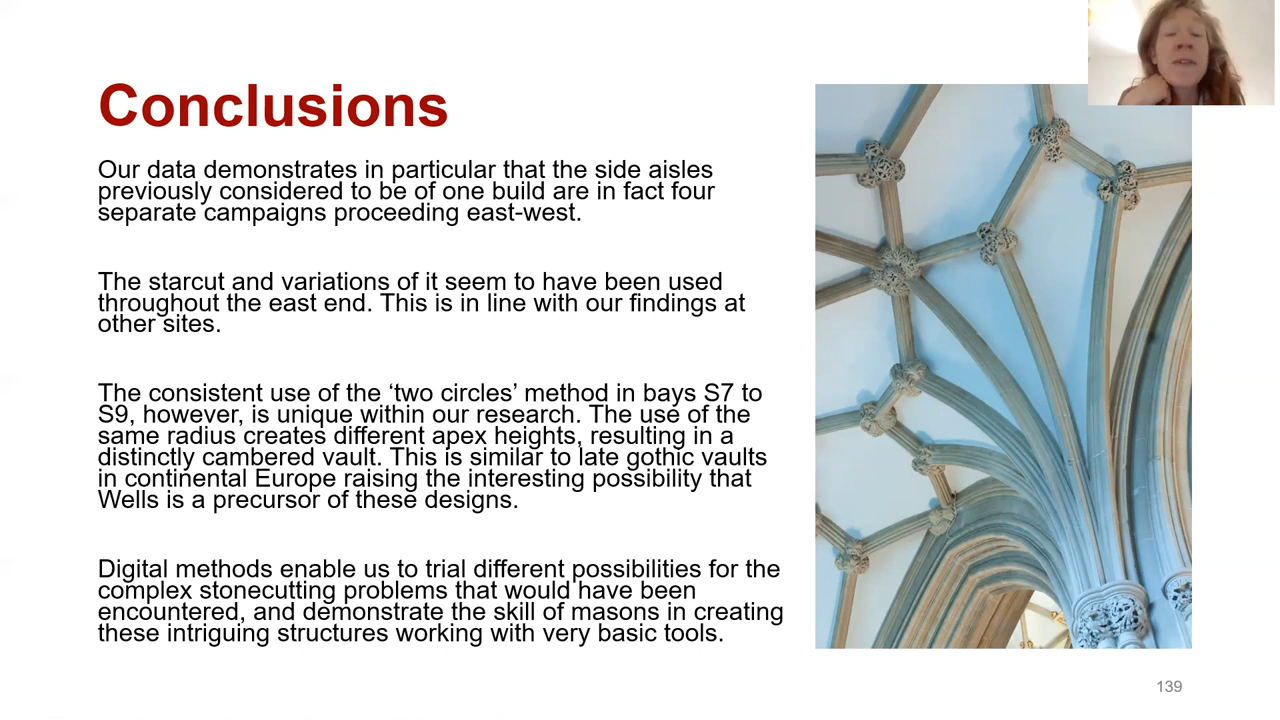 Conclusions
Our data demonstrates in particular that the side aisles
previously considered to be of one build are in fact four
separate campaigns proceeding east-west.
The starcut and variations of it seem to have been used
throughout the east end. This is in line with our findings at
other sites.
The consistent use of the ‘two circles’ method in bays S7 to
S9, however, is unique within our research. The use of the
same radius creates different apex heights, resulting in a
distinctly cambered vault. This is similar to late gothic vaults
in continental Europe raising the interesting possibility that
Wells is a precursor of these designs.
Digital methods enable us to trial different possibilities for the
complex stonecutting problems that would have been
encountered, and demonstrate the skill of masons in creating
these intriguing structures working with very basic tools.
139